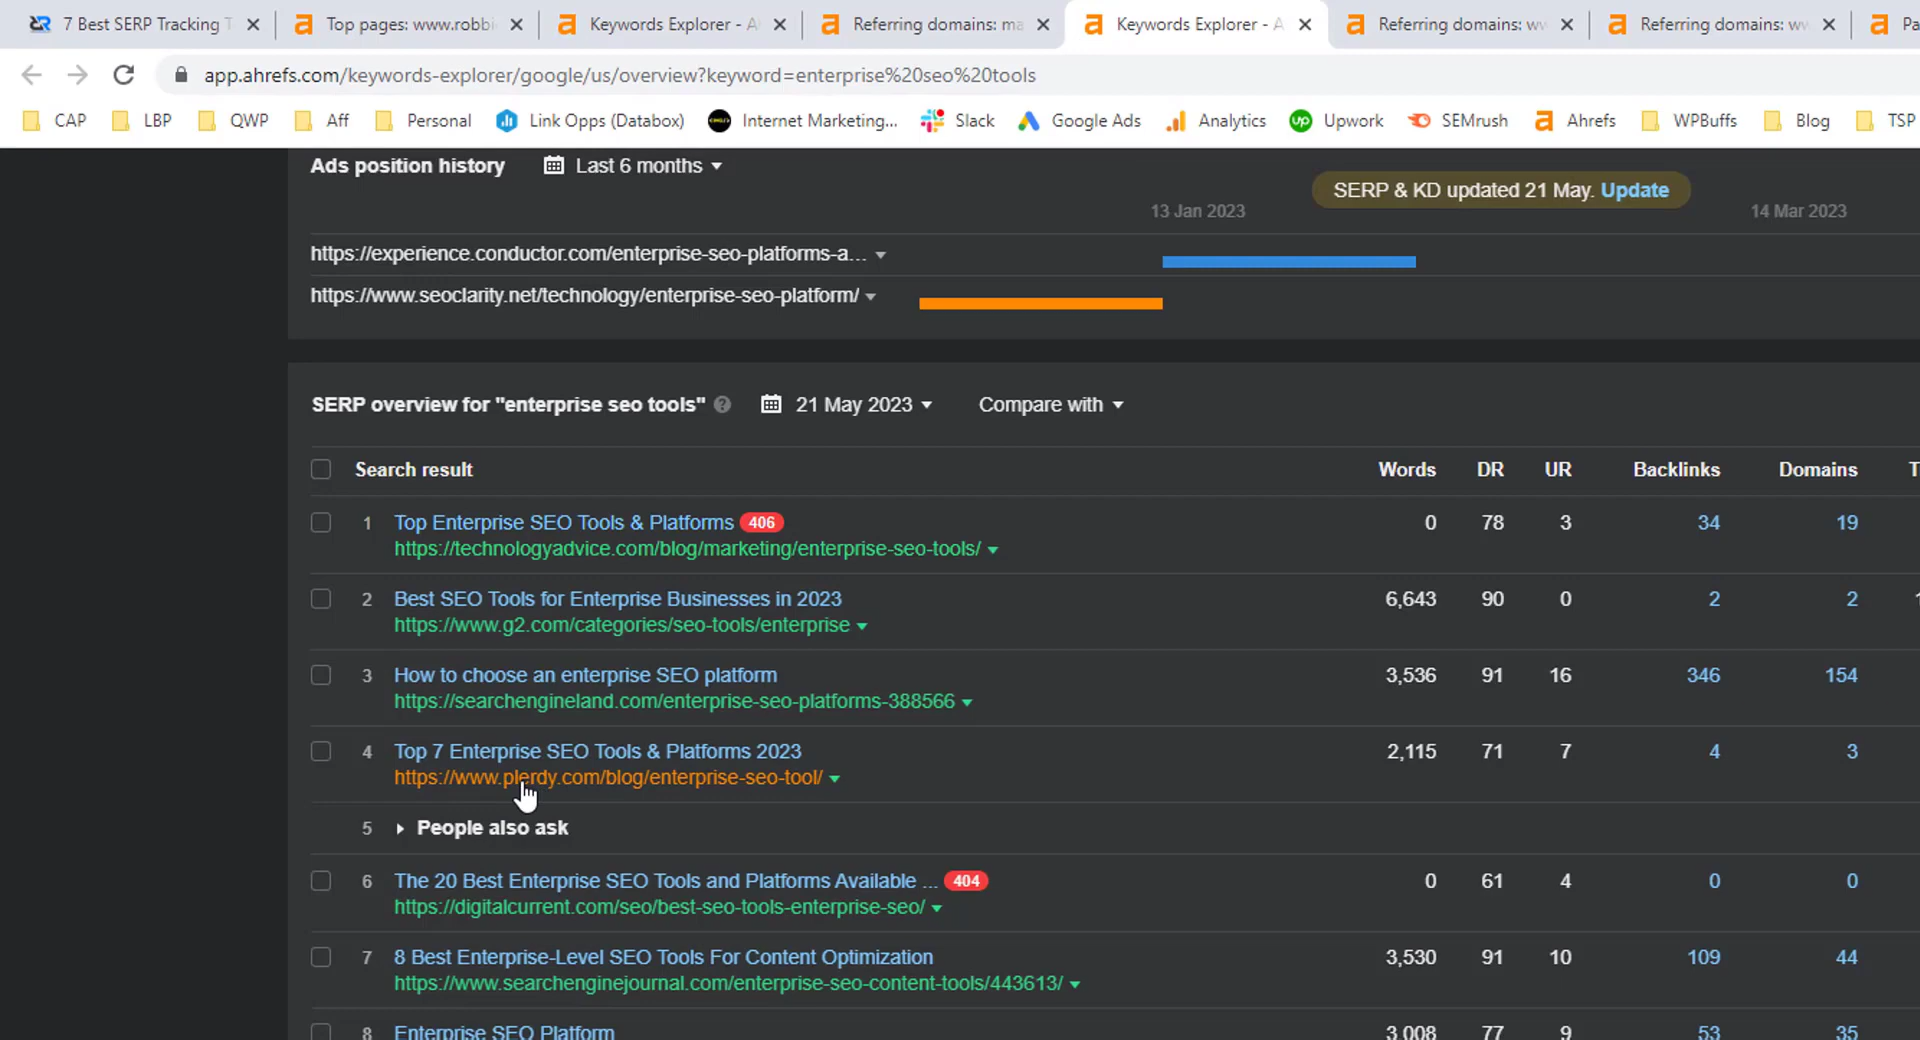 7 Best SERP Tracking
Top pages: www.robbi
Keywords Explorer - A
Referring domains: ma
Keywords Explorer - A
Referring domains: w
Referring domains: w
Pa
app.ahrefs.com/keywords-explorer/google/us/overview?keyword=enterprise%20seo%20tools
CAP LBP QWP Aff Personal Link Opps (Databox) Internet Marketing... Slack Google Ads Analytics Upwork SEMrush Ahrefs WPBuffs Blog TSP
Ads position history Last 6 months
SERP & KD updated 21 May. Update
13 Jan 2023 14 Mar 2023
https://experience.conductor.com/enterprise-seo-platforms-a...
https://www.seoclarity.net/technology/enterprise-seo-platform/
SERP overview for "enterprise seo tools" ? 21 May 2023 Compare with
Search result Words DR UR Backlinks Domains T
1 Top Enterprise SEO Tools & Platforms 406 0 78 3 34 19
https://technologyadvice.com/blog/marketing/enterprise-seo-tools/
2 Best SEO Tools for Enterprise Businesses in 2023 6,643 90 0 2 2 1
https://www.g2.com/categories/seo-tools/enterprise
3 How to choose an enterprise SEO platform 3,536 91 16 346 154
https://searchengineland.com/enterprise-seo-platforms-388566
4 Top 7 Enterprise SEO Tools & Platforms 2023 2,115 71 7 4 3
https://www.plerdy.com/blog/enterprise-seo-tool/
5 People also ask
6 The 20 Best Enterprise SEO Tools and Platforms Available ... 404 0 61 4 0 0
https://digitalcurrent.com/seo/best-seo-tools-enterprise-seo/
7 8 Best Enterprise-Level SEO Tools For Content Optimization 3,530 91 10 109 44
https://www.searchenginejournal.com/enterprise-seo-content-tools/443613/
8 Enterprise SEO Platform 3,008 77 9 53 35